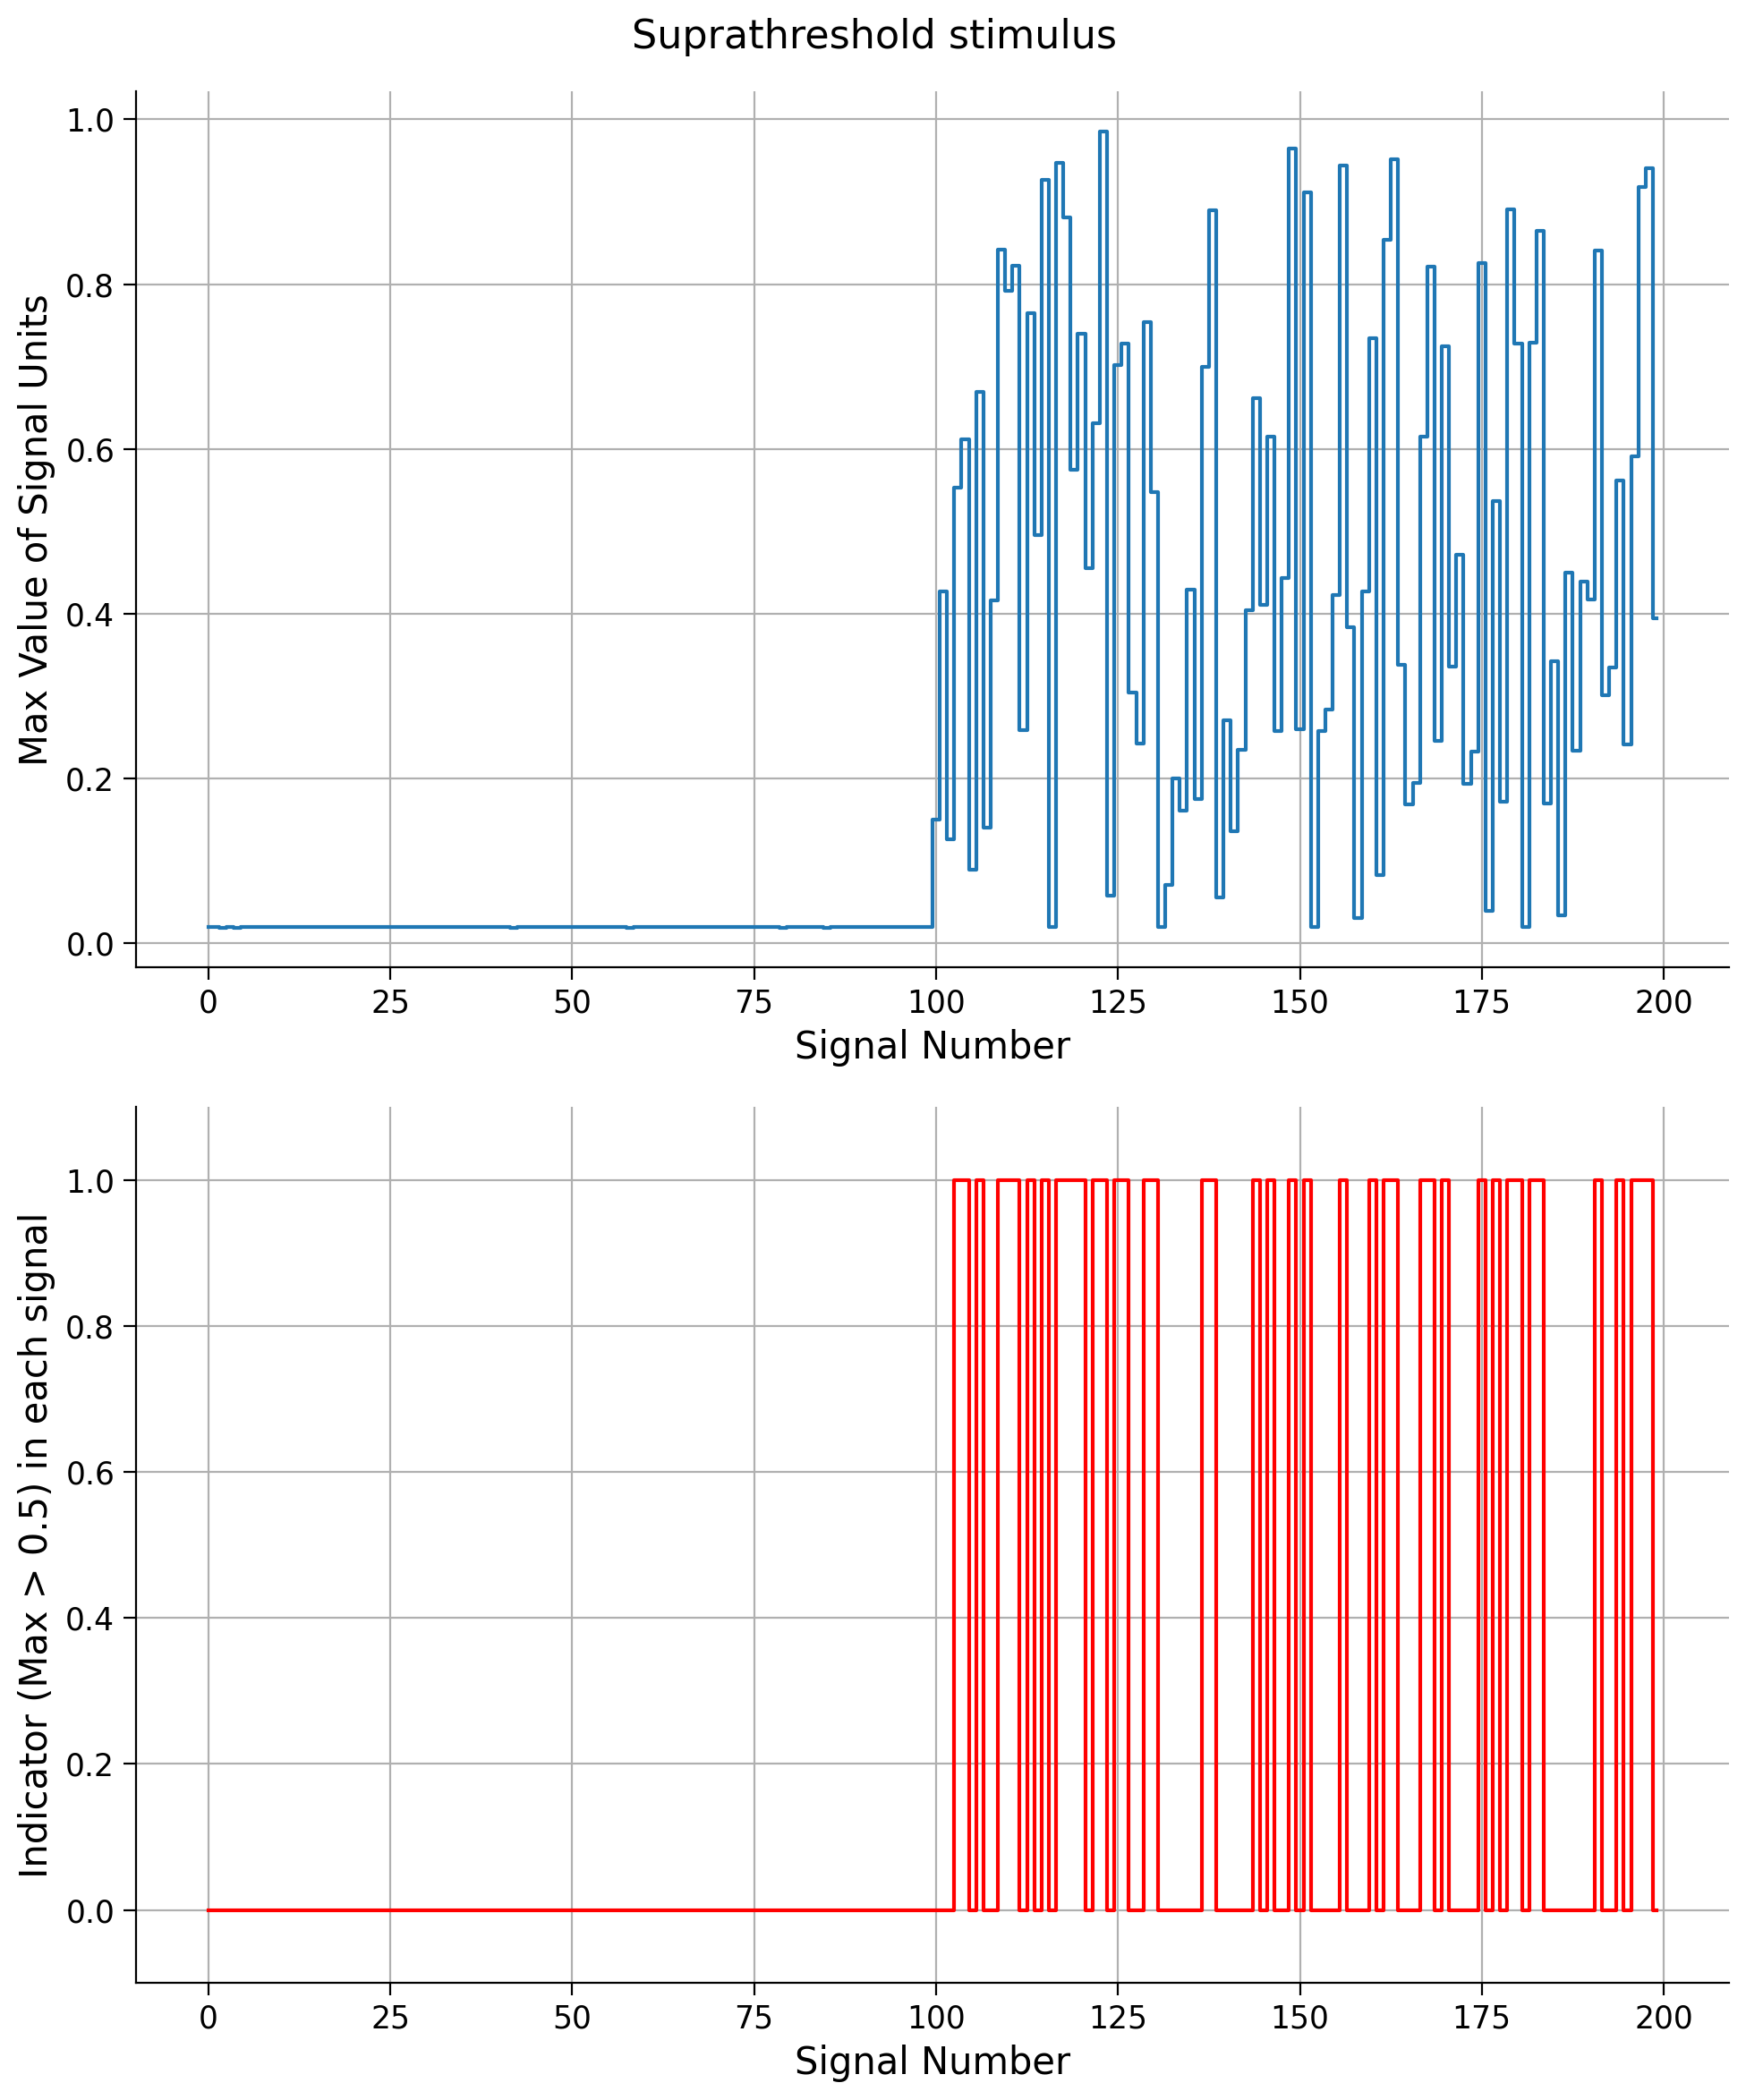 Suprathreshold stimulus
Max Value of Signal Units
1.0
0.8
0.6
0.4
0.2
0.0
0 25 50 75 100 125 150 175 200
Signal Number
Indicator (Max > 0.5) in each signal
1.0
0.8
0.6
0.4
0.2
0.0
0 25 50 75 100 125 150 175 200
Signal Number